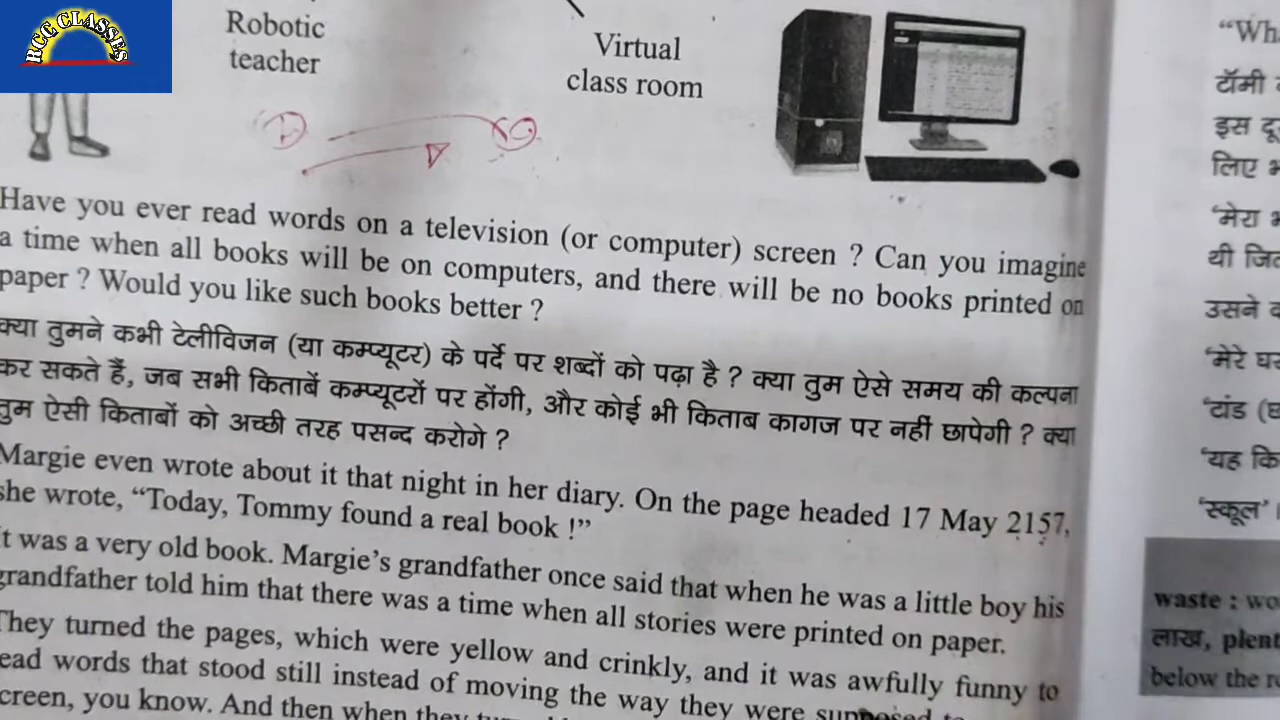 RCC CLASSES
Robotic
teacher
Virtual
class room
Have you ever read words on a television (or computer) screen ? Can you imagine
a time when all books will be on computers, and there will be no books printed on
paper ? Would you like such books better ?
क्या तुमने कभी टेलीविजन (या कम्प्यूटर) के पर्दे पर शब्दों को पढ़ा है ? क्या तुम ऐसे समय की कल्पना
कर सकते हैं, जब सभी किताबें कम्प्यूटरों पर होंगी, और कोई भी किताब कागज पर नहीं छापेगी ? क्या
तुम ऐसी किताबों को अच्छी तरह पसन्द करोगे ?
Margie even wrote about it that night in her diary. On the page headed 17 May 2157,
she wrote, “Today, Tommy found a real book !”
It was a very old book. Margie’s grandfather once said that when he was a little boy his
grandfather told him that there was a time when all stories were printed on paper.
They turned the pages, which were yellow and crinkly, and it was awfully funny to
read words that stood still instead of moving the way they were supposed to
screen, you know. And then when they
“Wh
टॉमी
इस
लिए
‘मेरा
थी
उसने
‘मेरे
‘टांड
‘यह
‘स्कूल’
waste :
लाख,
below the